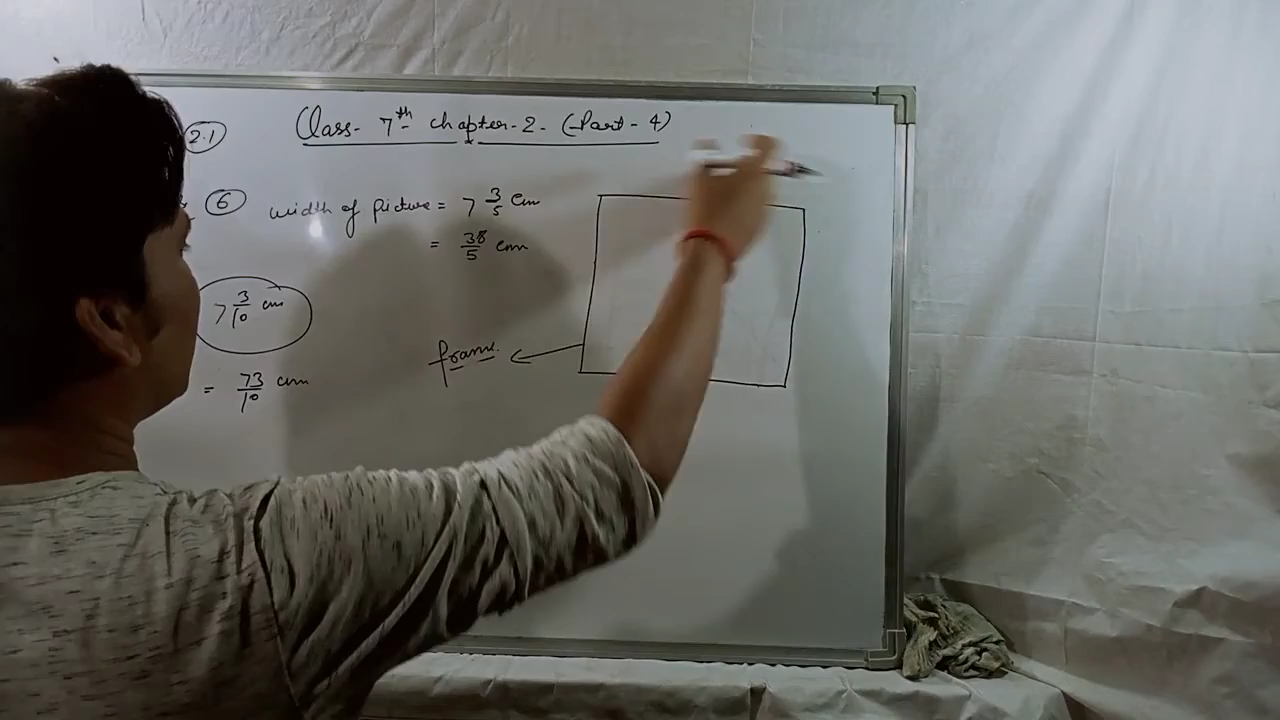 Class- 7th chapter-2- (Part-4)
2.1
6 width of picture = 7 3/5 cm
= 38/5 cm
7 3/10 cm
frame.
= 73/10 cm